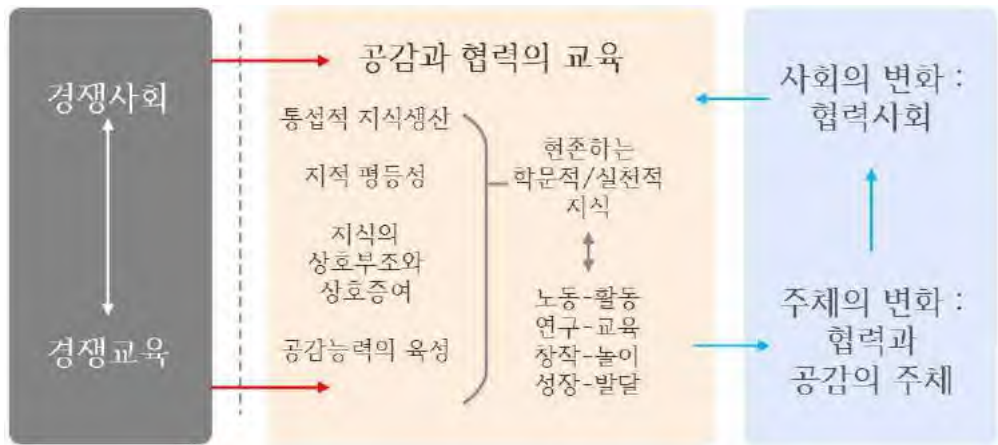 경쟁사회
경쟁교육
공감과 협력의 교육
통섭적 지식생산
지적 평등성
지식의
상호부조와
상호증여
공감능력의 육성
현존하는
학문적/실천적
지식
노동-활동
연구-교육
창작-놀이
성장-발달
사회의 변화 :
협력사회
주체의 변화 :
협력과
공감의 주체